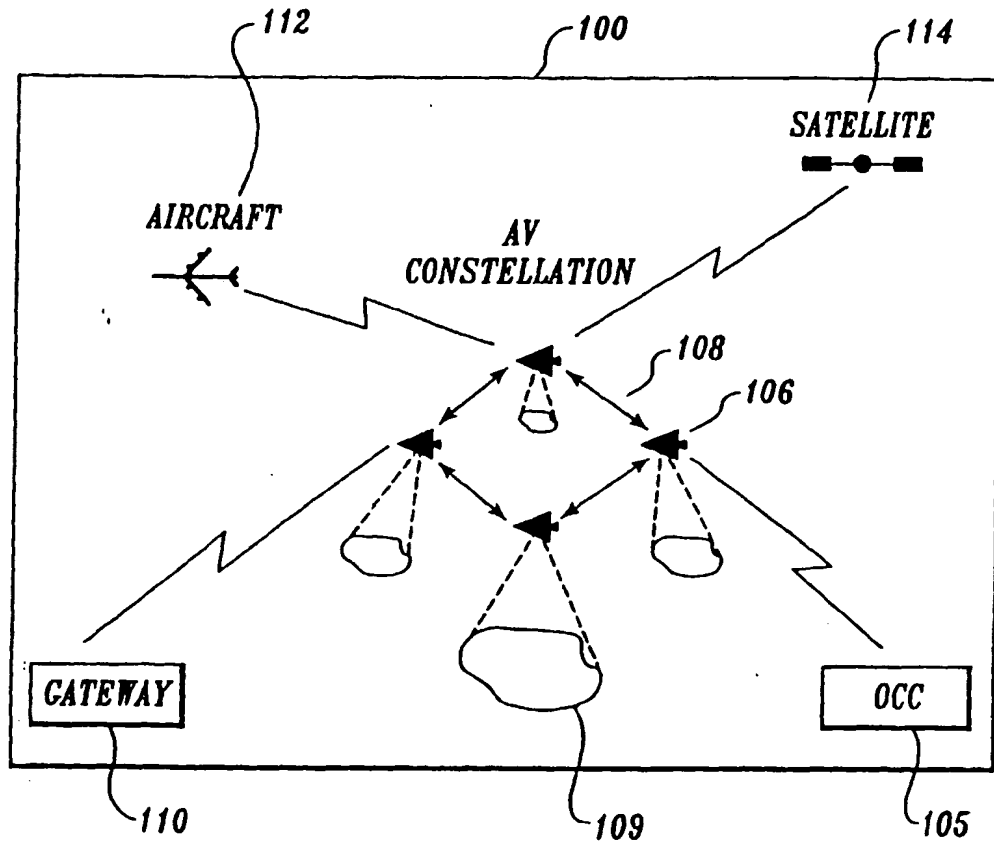 112
100
114
SATELLITE
AIRCRAFT
AV
CONSTELLATION
108
106
GATEWAY
OCC
110
109
105